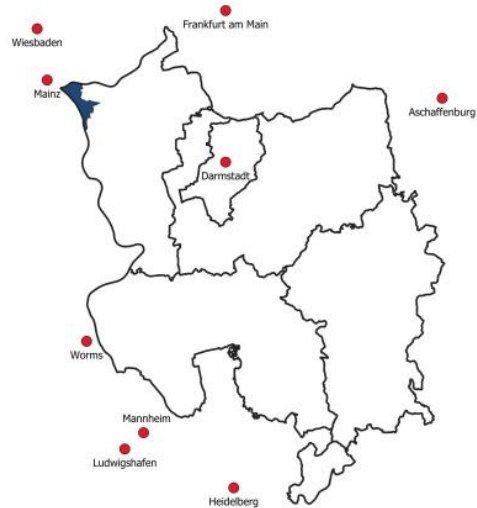 Frankfurt am Main
Wiesbaden
Mainz
Aschaffenburg
Darmstadt
Worms
Mannheim
Ludwigshafen
Heidelberg